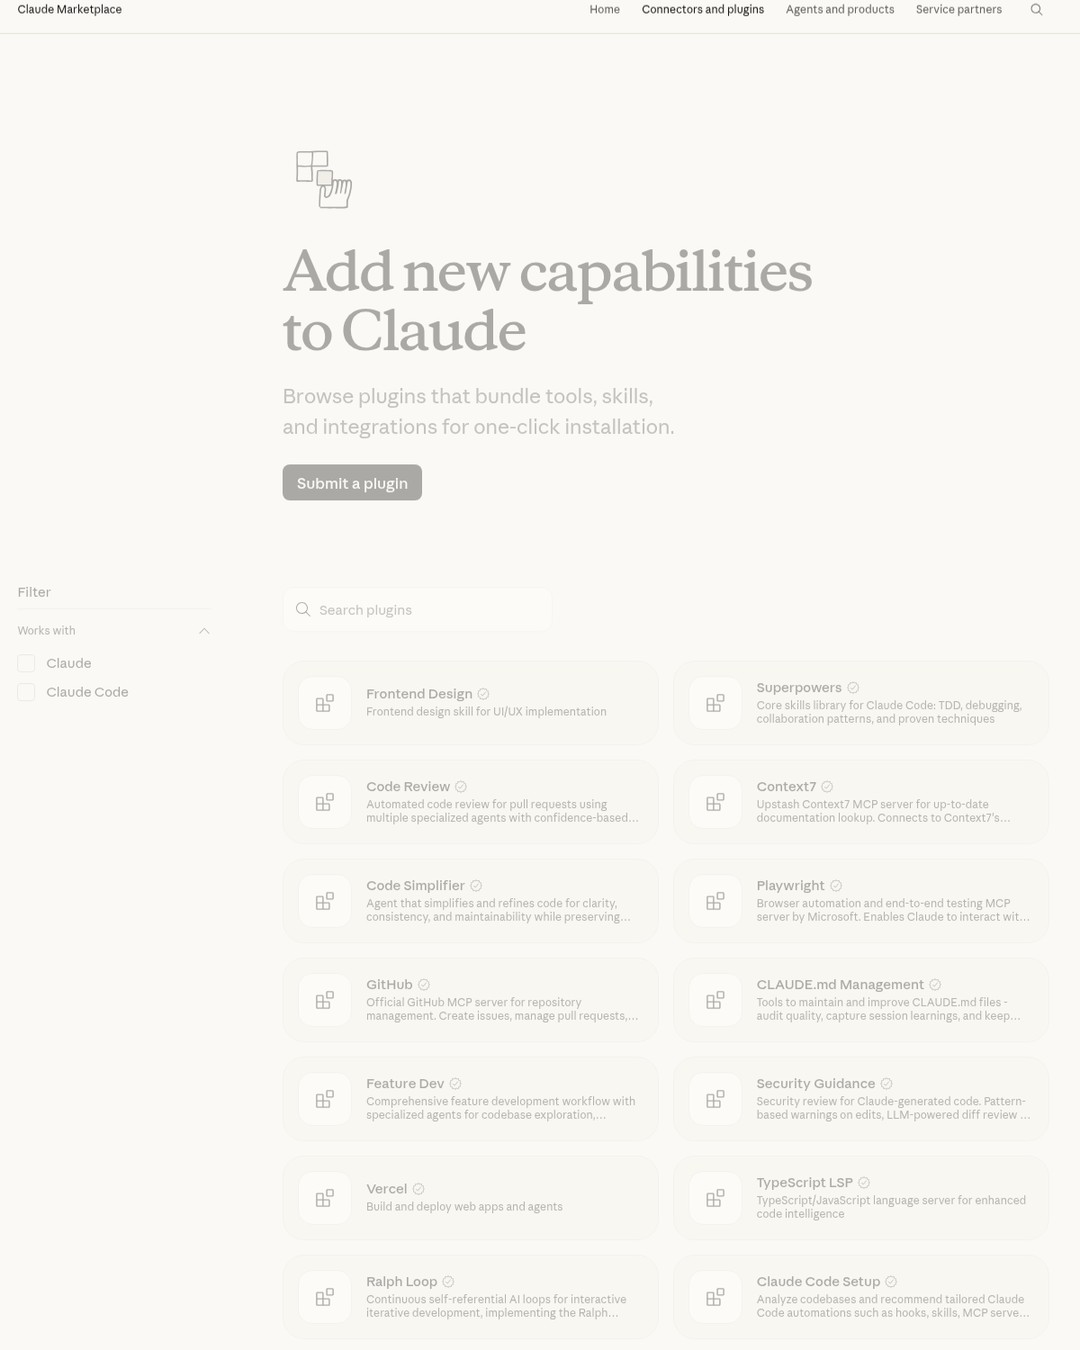 Claude Marketplace
Home
Connectors and plugins
Agents and products
Service partners
Add new capabilities
to Claude
Browse plugins that bundle tools, skills,
and integrations for one-click installation.
Submit a plugin
Filter
Works with
Claude
Claude Code
Search plugins
Frontend Design
Frontend design skill for UI/UX implementation
Superpowers
Core skills library for Claude Code: TDD, debugging,
collaboration patterns, and proven techniques
Code Review
Automated code review for pull requests using
multiple specialized agents with confidence-based…
Context7
Upstash Context7 MCP server for up-to-date
documentation lookup. Connects to Context7's…
Code Simplifier
Agent that simplifies and refines code for clarity,
consistency, and maintainability while preserving…
Playwright
Browser automation and end-to-end testing MCP
server by Microsoft. Enables Claude to interact wit…
GitHub
Official GitHub MCP server for repository
management. Create issues, manage pull requests,…
CLAUDE.md Management
Tools to maintain and improve CLAUDE.md files -
audit quality, capture session learnings, and keep…
Feature Dev
Comprehensive feature development workflow with
specialized agents for codebase exploration,…
Security Guidance
Security review for Claude-generated code. Pattern-
based warnings on edits, LLM-powered diff review …
Vercel
Build and deploy web apps and agents
TypeScript LSP
TypeScript/JavaScript language server for enhanced
code intelligence
Ralph Loop
Continuous self-referential AI loops for interactive
iterative development, implementing the Ralph…
Claude Code Setup
Analyze codebases and recommend tailored Claude
Code automations such as hooks, skills, MCP serve…